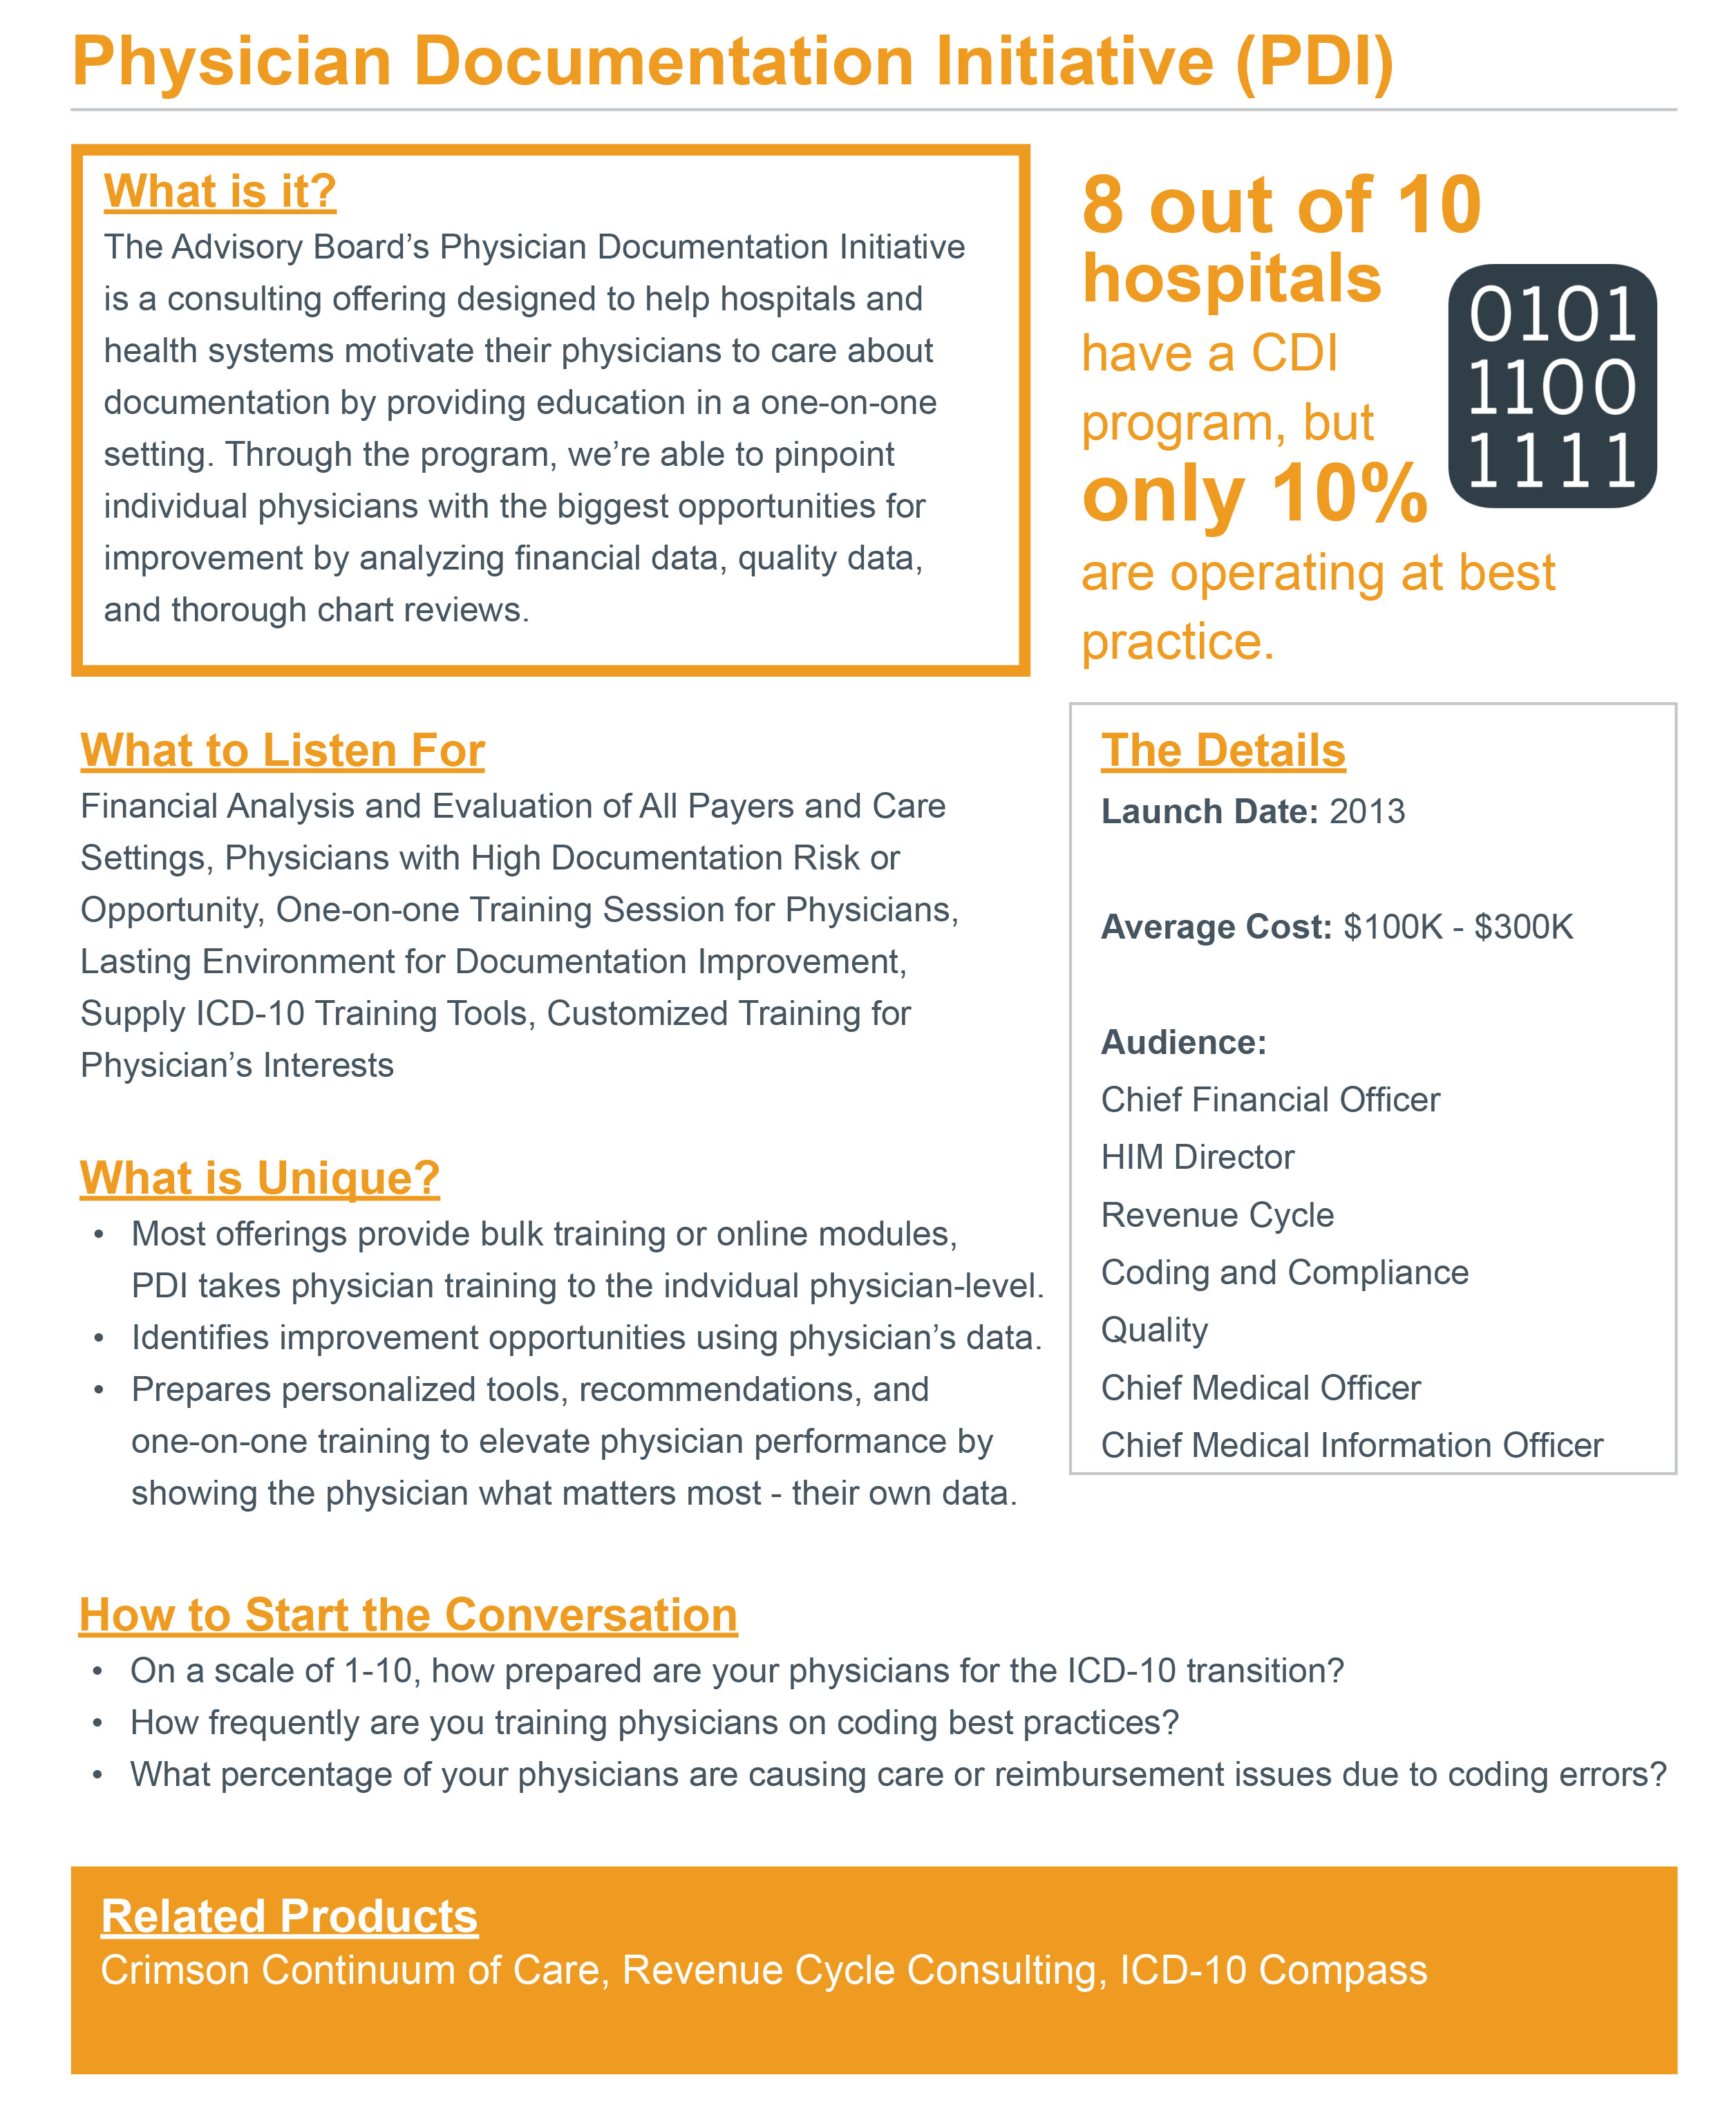 Physician Documentation Initiative (PDI)
What is it?
The Advisory Board’s Physician Documentation Initiative
is a consulting offering designed to help hospitals and
health systems motivate their physicians to care about
documentation by providing education in a one-on-one
setting. Through the program, we’re able to pinpoint
individual physicians with the biggest opportunities for
improvement by analyzing financial data, quality data,
and thorough chart reviews.
8 out of 10
hospitals
have a CDI
program, but
only 10%
are operating at best
practice.
0101
1100
1111
What to Listen For
Financial Analysis and Evaluation of All Payers and Care
Settings, Physicians with High Documentation Risk or
Opportunity, One-on-one Training Session for Physicians,
Lasting Environment for Documentation Improvement,
Supply ICD-10 Training Tools, Customized Training for
Physician’s Interests
What is Unique?
• Most offerings provide bulk training or online modules,
PDI takes physician training to the indvidual physician-level.
• Identifies improvement opportunities using physician’s data.
• Prepares personalized tools, recommendations, and
one-on-one training to elevate physician performance by
showing the physician what matters most - their own data.
The Details
Launch Date: 2013
Average Cost: $100K - $300K
Audience:
Chief Financial Officer
HIM Director
Revenue Cycle
Coding and Compliance
Quality
Chief Medical Officer
Chief Medical Information Officer
How to Start the Conversation
• On a scale of 1-10, how prepared are your physicians for the ICD-10 transition?
• How frequently are you training physicians on coding best practices?
• What percentage of your physicians are causing care or reimbursement issues due to coding errors?
Related Products
Crimson Continuum of Care, Revenue Cycle Consulting, ICD-10 Compass